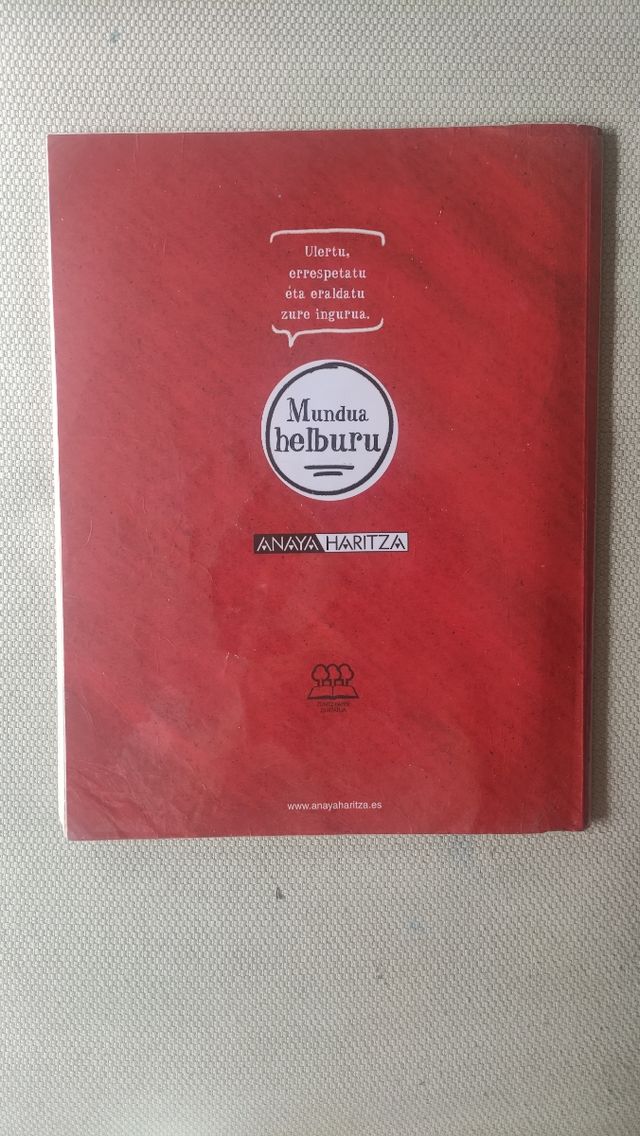 Ulertu,
errespetatu
eta eraldatu
zure ingurua.
Mundua
helburu
ANAYA HARITZA
www.anayaharitza.es